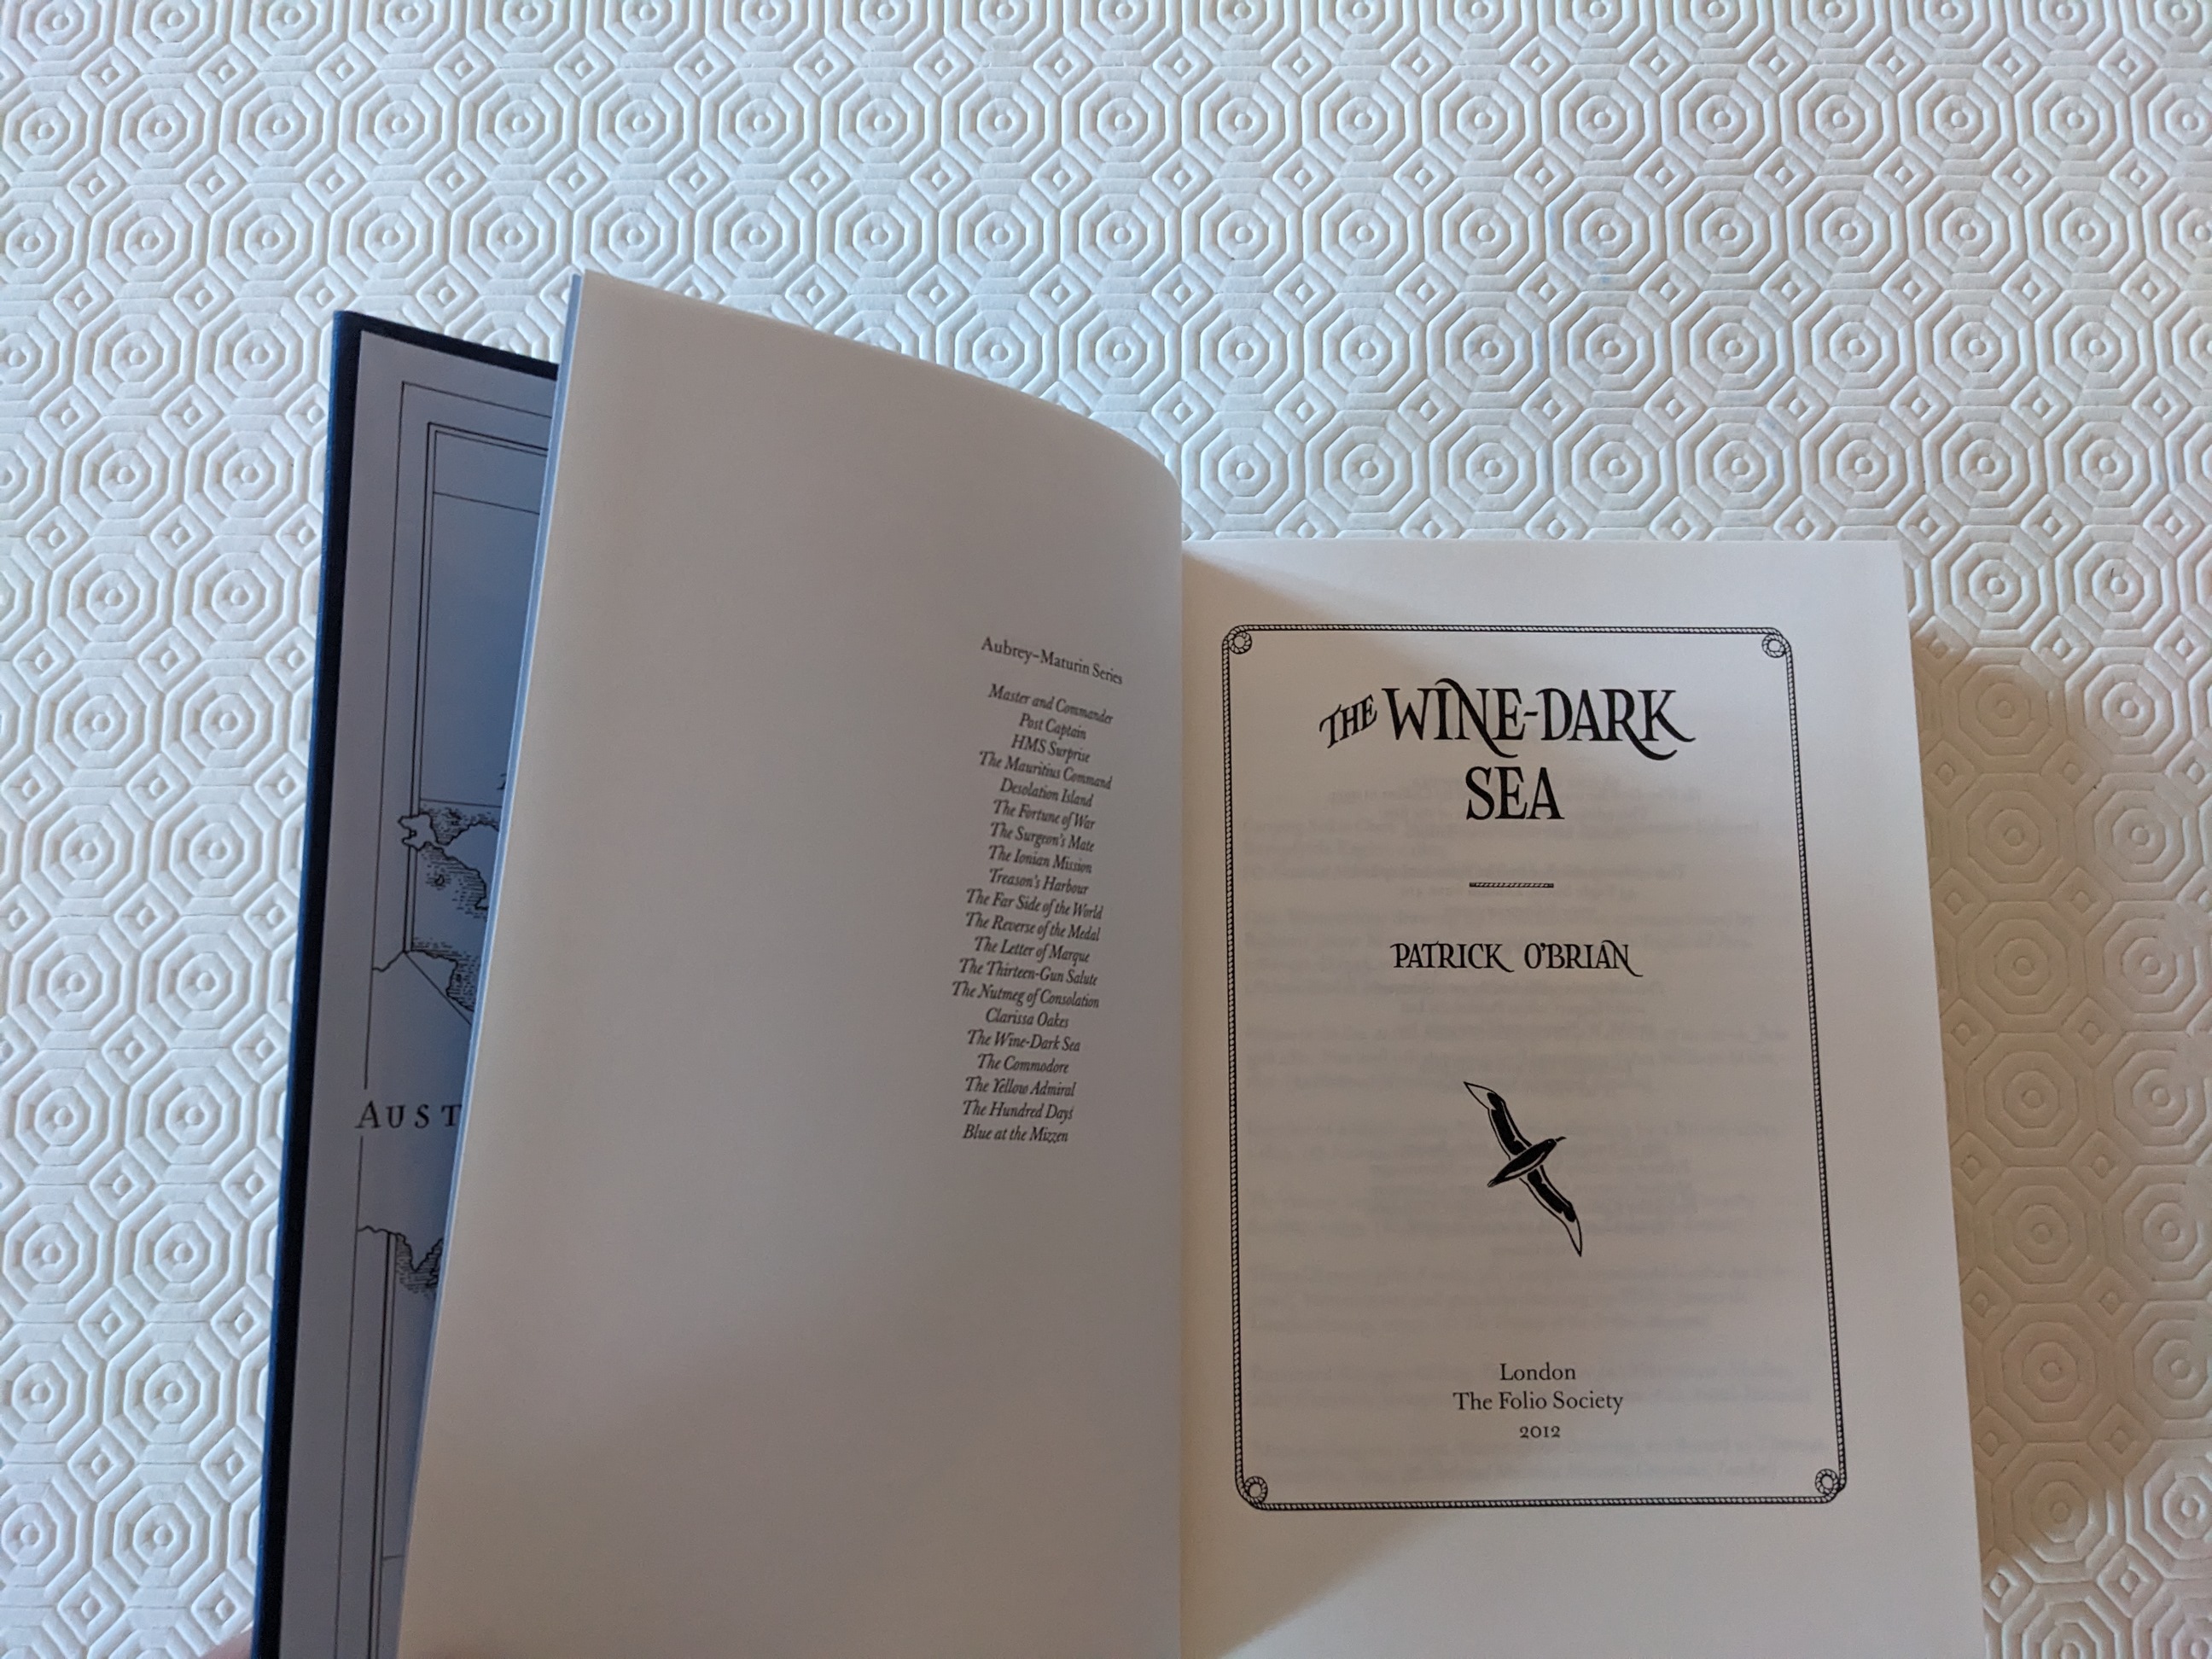 AUST
Aubrey–Maturin Series
Master and Commander
Post Captain
HMS Surprise
The Mauritius Command
Desolation Island
The Fortune of War
The Surgeon's Mate
The Ionian Mission
Treason's Harbour
The Far Side of the World
The Reverse of the Medal
The Letter of Marque
The Thirteen-Gun Salute
The Nutmeg of Consolation
Clarissa Oakes
The Wine-Dark Sea
The Commodore
The Yellow Admiral
The Hundred Days
Blue at the Mizzen
THE WINE-DARK
SEA
PATRICK O'BRIAN
London
The Folio Society
2012